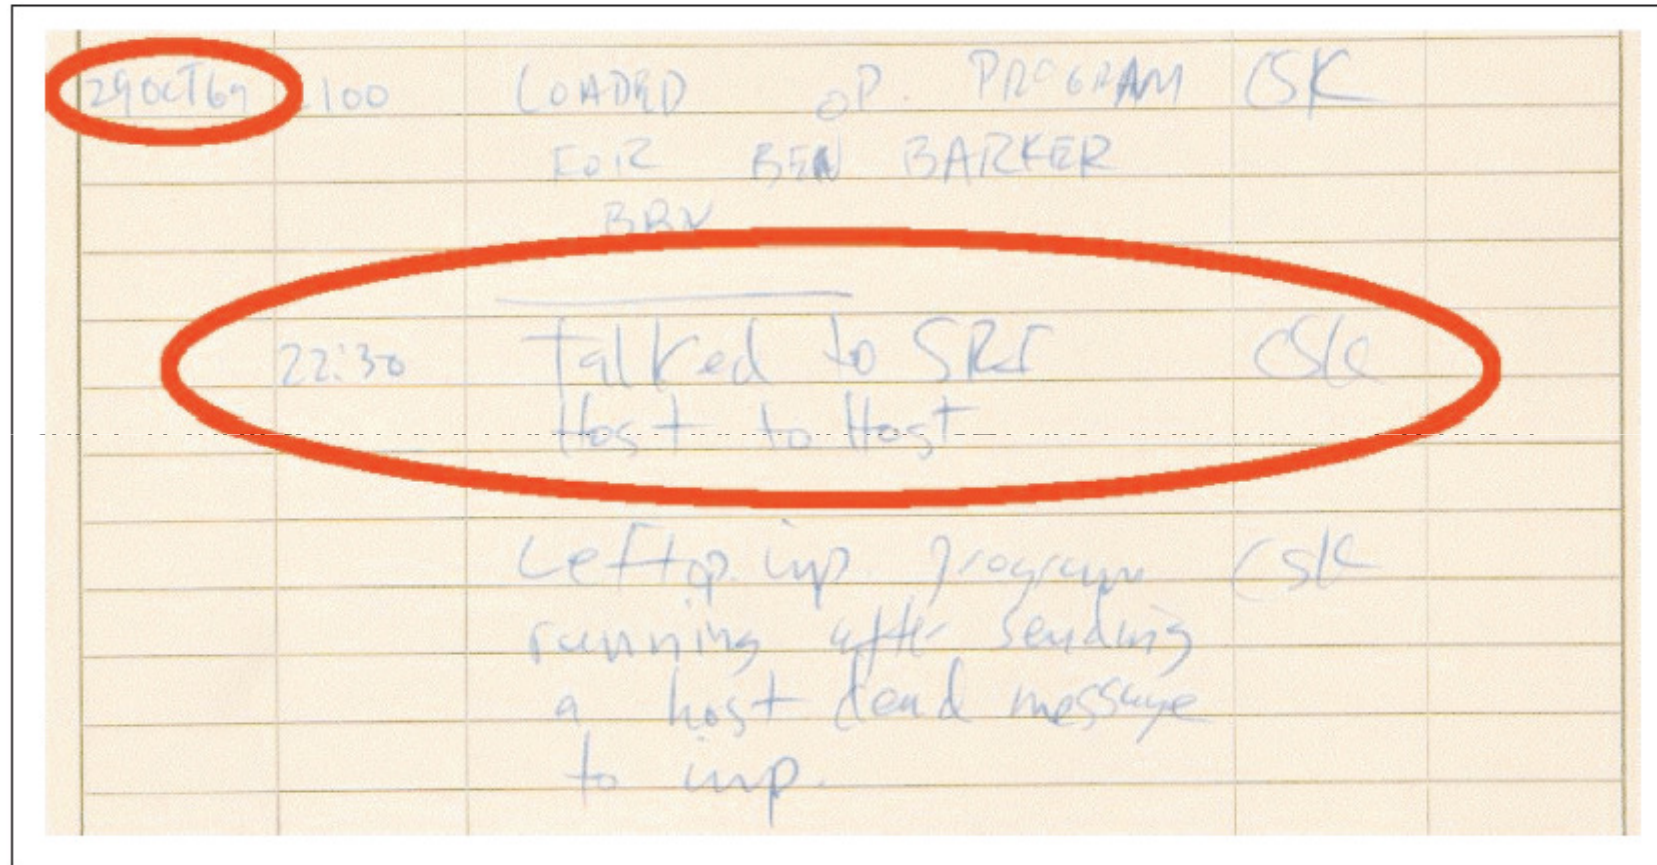 29OCT69 2100 LOADED OP. PROGRAM CSK
FOR BEN BARKER
BBN
22:30 Talked to SRI CSK
Host to Host
Left op. imp. program CSK
running after sending
a host dead message
to imp.